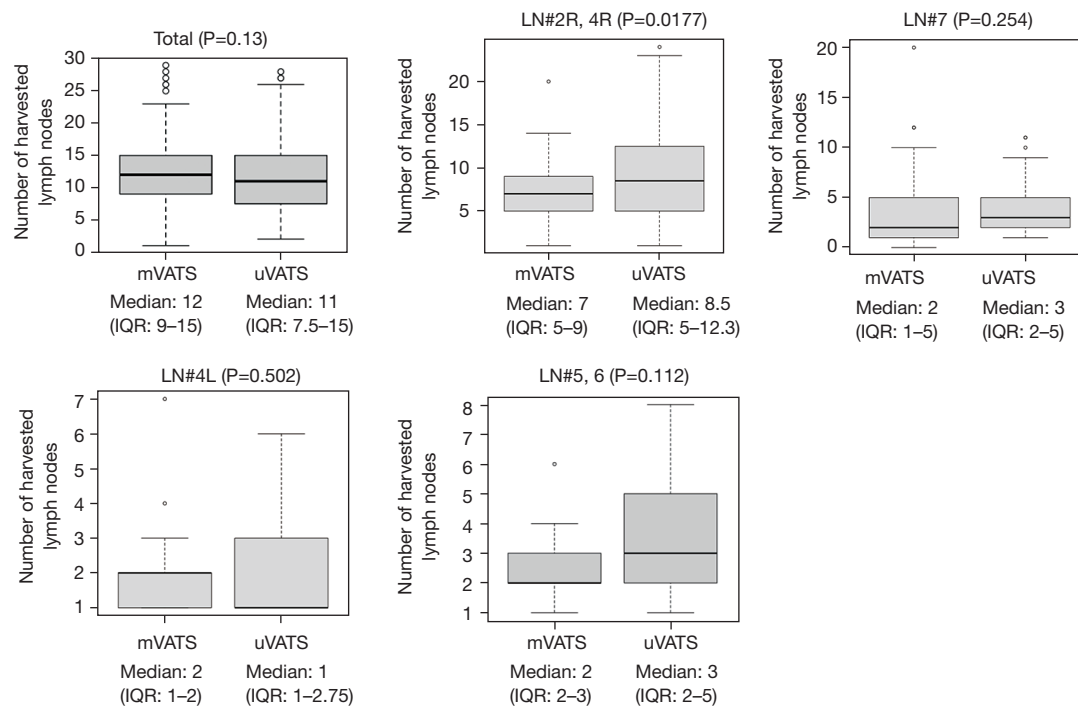 Total (P=0.13)
Number of harvested
lymph nodes
30
25
20
15
10
5
0
mVATS
uVATS
Median: 12
(IQR: 9–15)
Median: 11
(IQR: 7.5–15)
LN#2R, 4R (P=0.0177)
Number of harvested
lymph nodes
20
15
10
5
mVATS
uVATS
Median: 7
(IQR: 5–9)
Median: 8.5
(IQR: 5–12.3)
LN#7 (P=0.254)
Number of harvested
lymph nodes
20
15
10
5
0
mVATS
uVATS
Median: 2
(IQR: 1–5)
Median: 3
(IQR: 2–5)
LN#4L (P=0.502)
Number of harvested
lymph nodes
7
6
5
4
3
2
1
mVATS
uVATS
Median: 2
(IQR: 1–2)
Median: 1
(IQR: 1–2.75)
LN#5, 6 (P=0.112)
Number of harvested
lymph nodes
8
7
6
5
4
3
2
1
mVATS
uVATS
Median: 2
(IQR: 2–3)
Median: 3
(IQR: 2–5)